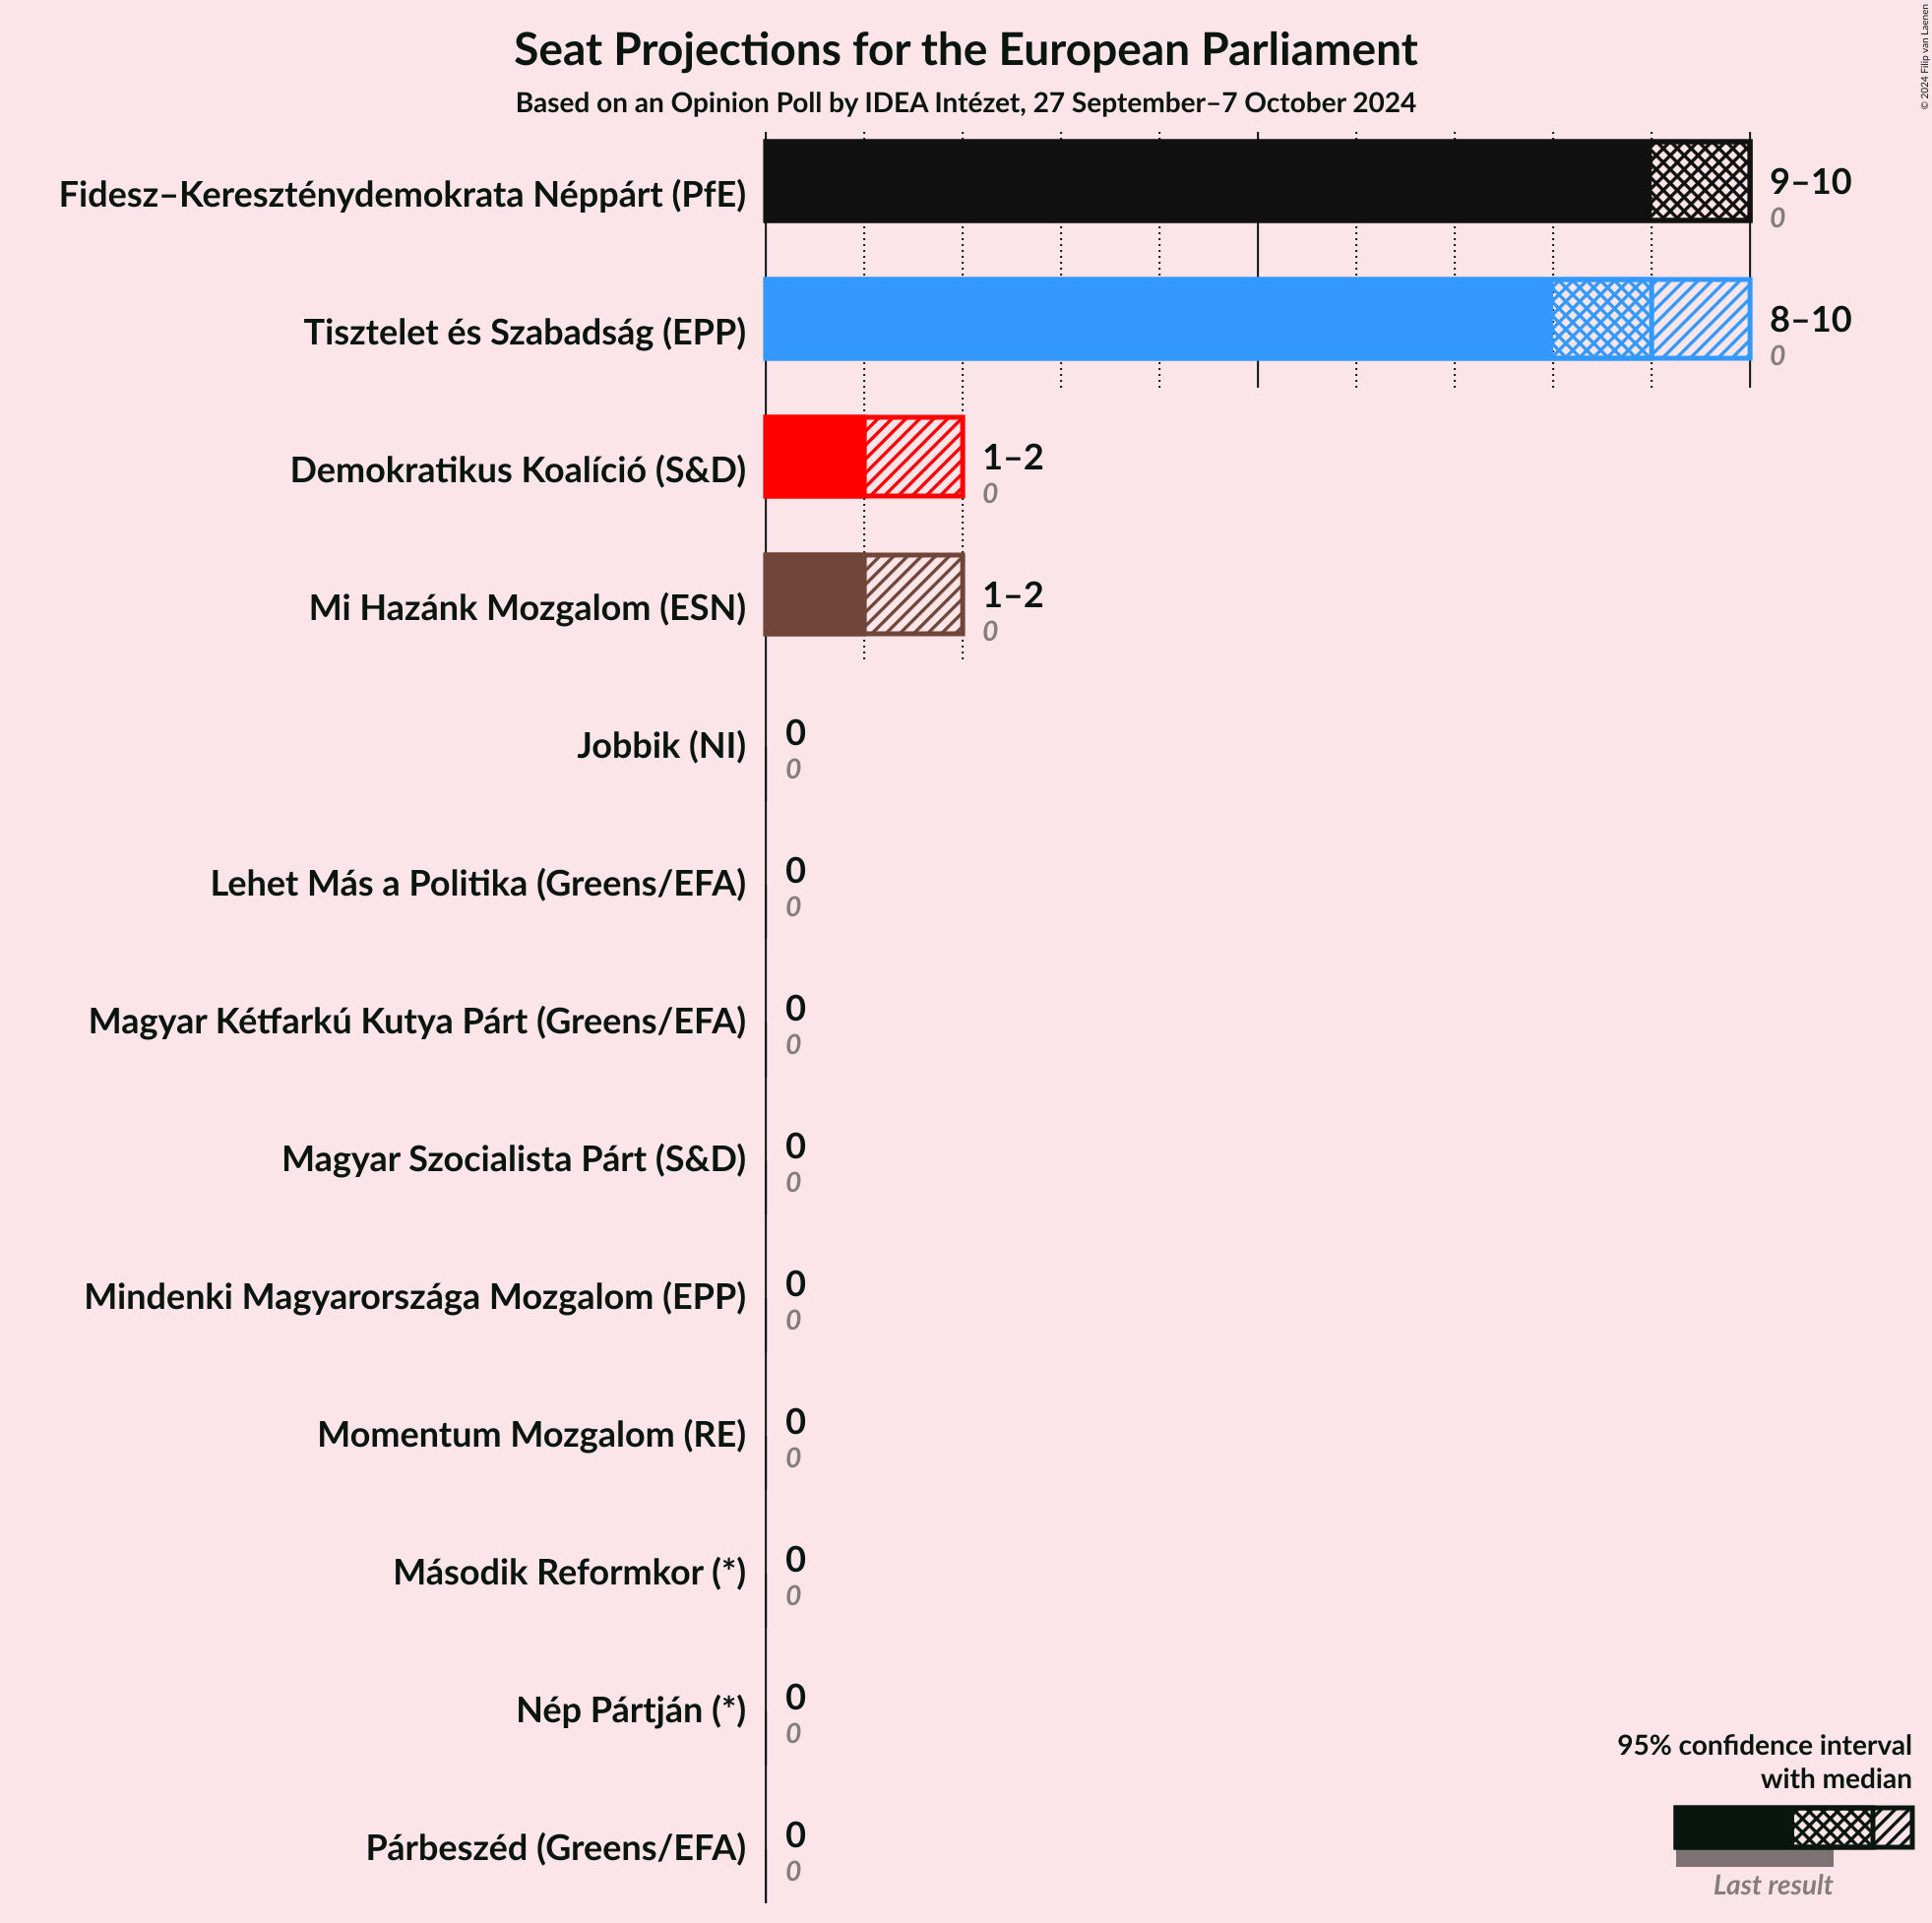 Seat Projections for the European Parliament
Based on an Opinion Poll by IDEA Intézet, 27 September–7 October 2024
© 2024 Filip van Laenen
Fidesz–Kereszténydemokrata Néppárt (PfE)
9–10
0
Tisztelet és Szabadság (EPP)
8–10
0
Demokratikus Koalíció (S&D)
1–2
0
Mi Hazánk Mozgalom (ESN)
1–2
0
Jobbik (NI)
0
0
Lehet Más a Politika (Greens/EFA)
0
0
Magyar Kétfarkú Kutya Párt (Greens/EFA)
0
0
Magyar Szocialista Párt (S&D)
0
0
Mindenki Magyarországa Mozgalom (EPP)
0
0
Momentum Mozgalom (RE)
0
0
Második Reformkor (*)
0
0
Nép Pártján (*)
0
0
Párbeszéd (Greens/EFA)
0
0
95% confidence interval
with median
Last result